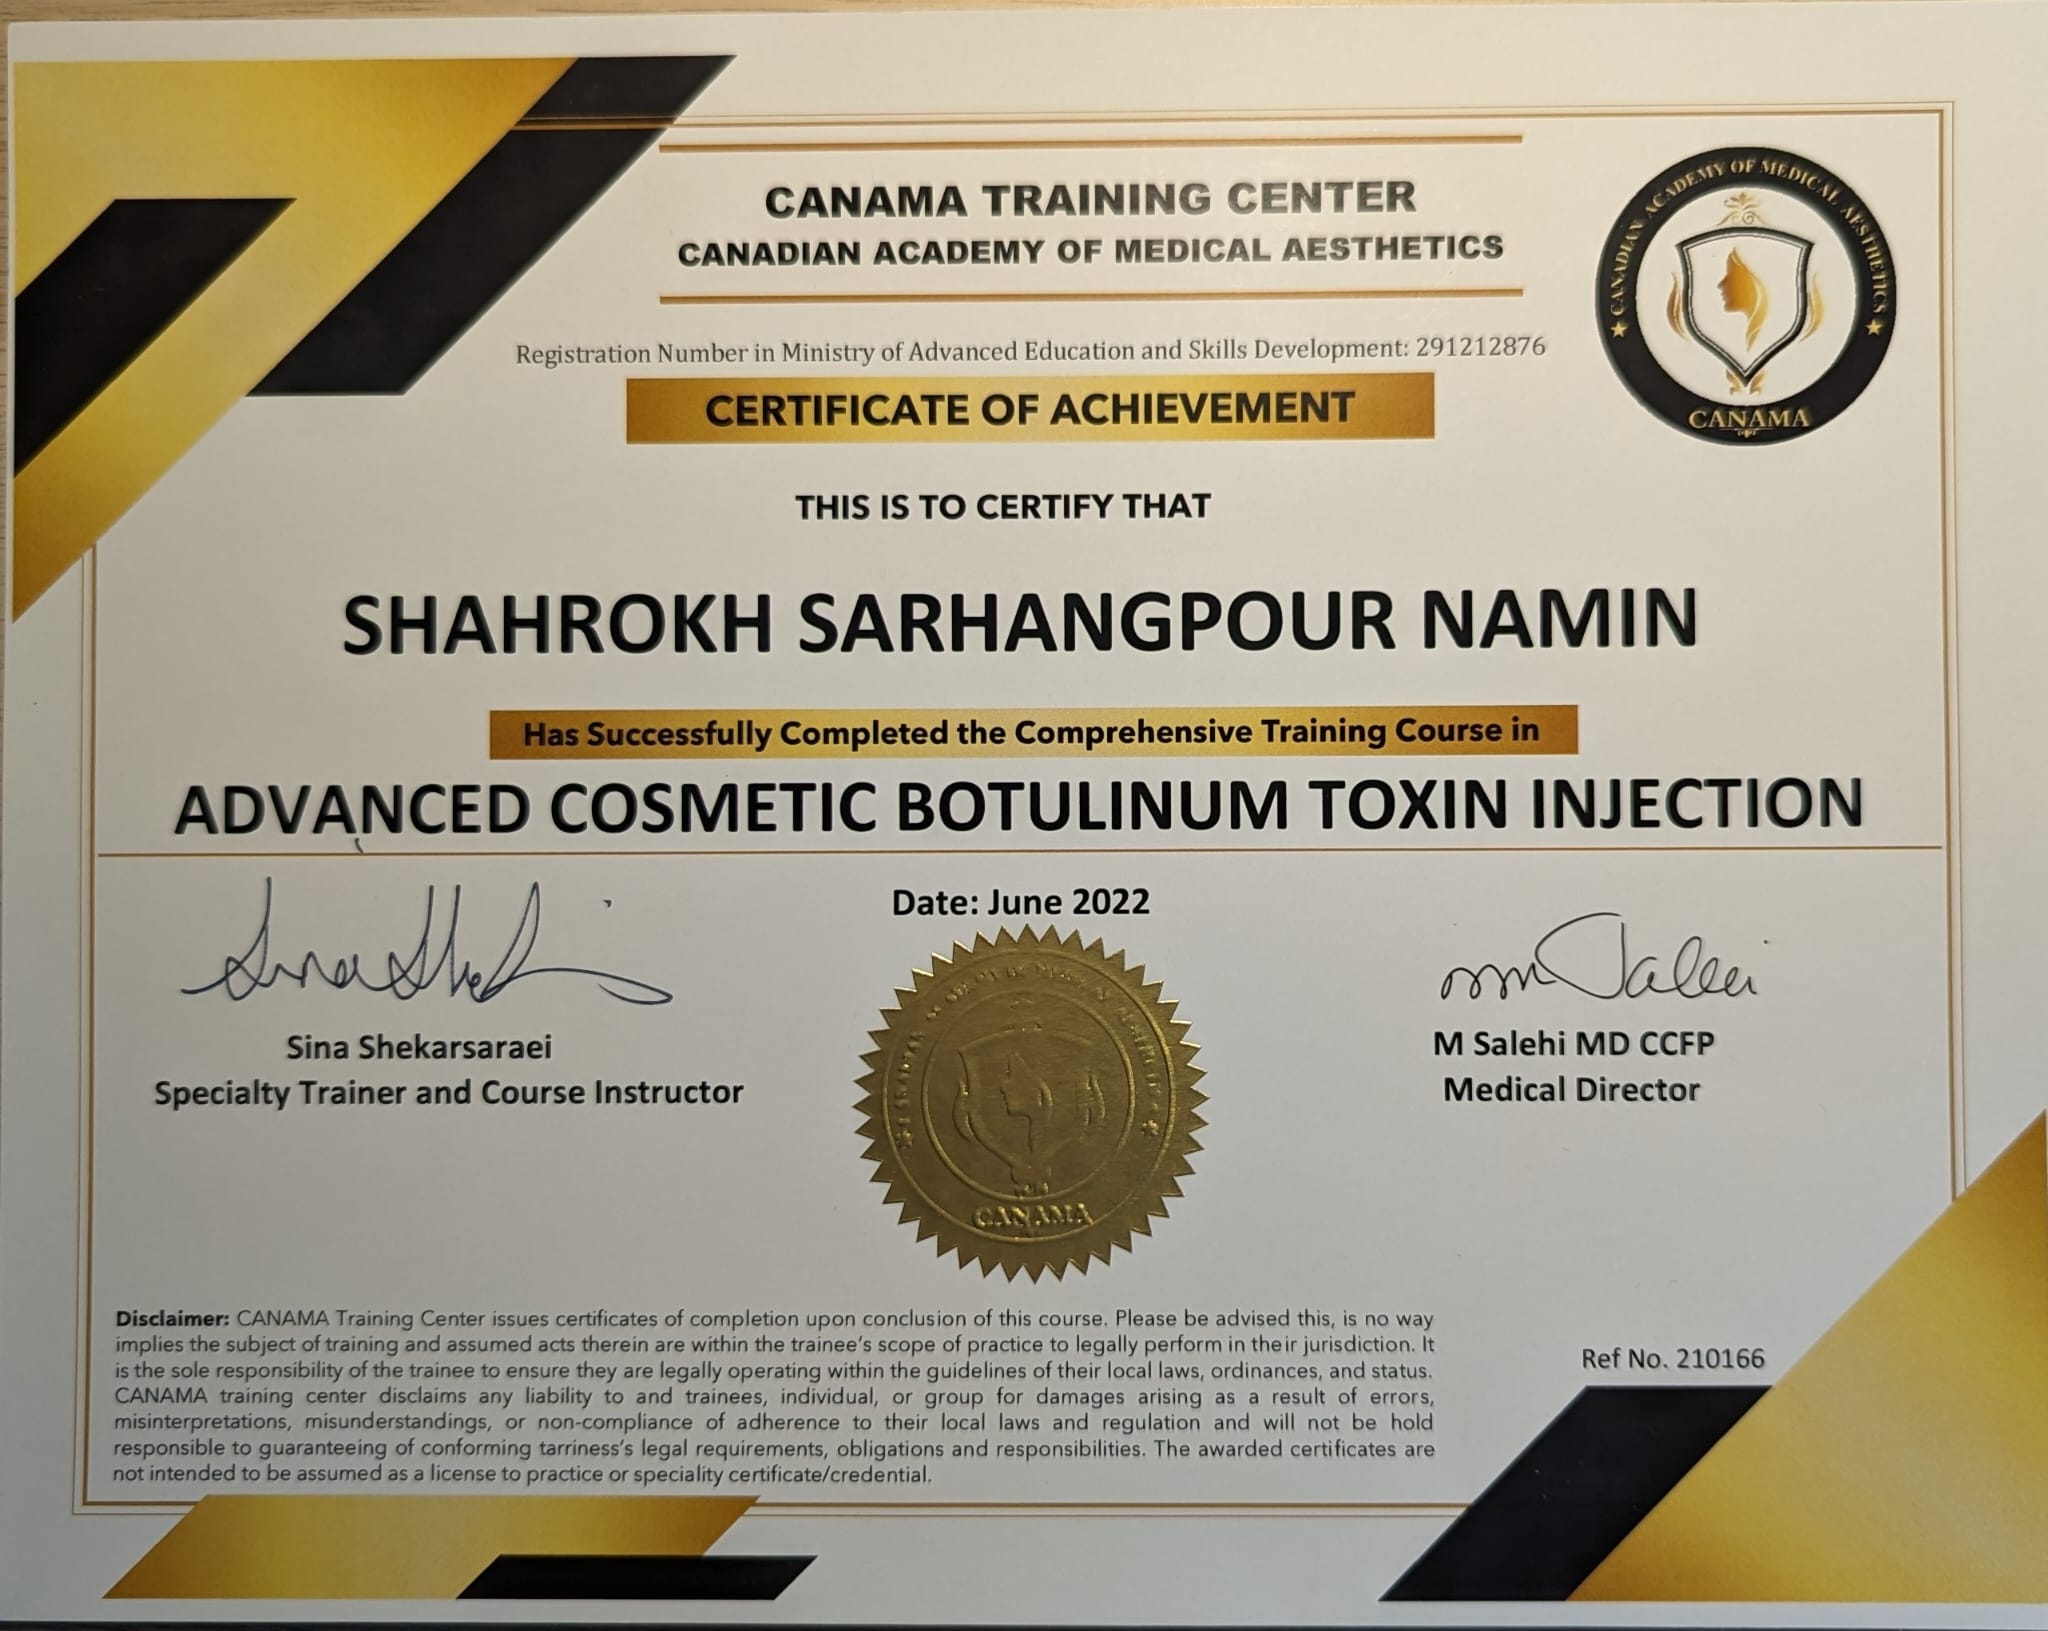 CANAMA TRAINING CENTER
CANADIAN ACADEMY OF MEDICAL AESTHETICS
★ CANADIAN ACADEMY OF MEDICAL AESTHETICS ★
CANAMA
Registration Number in Ministry of Advanced Education and Skills Development: 291212876
CERTIFICATE OF ACHIEVEMENT
THIS IS TO CERTIFY THAT
SHAHROKH SARHANGPOUR NAMIN
Has Successfully Completed the Comprehensive Training Course in
ADVANCED COSMETIC BOTULINUM TOXIN INJECTION
Date: June 2022
Sina Shekarsaraei
Specialty Trainer and Course Instructor
M Salehi MD CCFP
Medical Director
CANAMA
Disclaimer: CANAMA Training Center issues certificates of completion upon conclusion of this course. Please be advised this, is no way
implies the subject of training and assumed acts therein are within the trainee's scope of practice to legally perform in their jurisdiction. It
is the sole responsibility of the trainee to ensure they are legally operating within the guidelines of their local laws, ordinances, and status.
CANAMA training center disclaims any liability to and trainees, individual, or group for damages arising as a result of errors,
misinterpretations, misunderstandings, or non-compliance of adherence to their local laws and regulation and will not be hold
responsible to guaranteeing of conforming tarriness's legal requirements, obligations and responsibilities. The awarded certificates are
not intended to be assumed as a license to practice or speciality certificate/credential.
Ref No. 210166